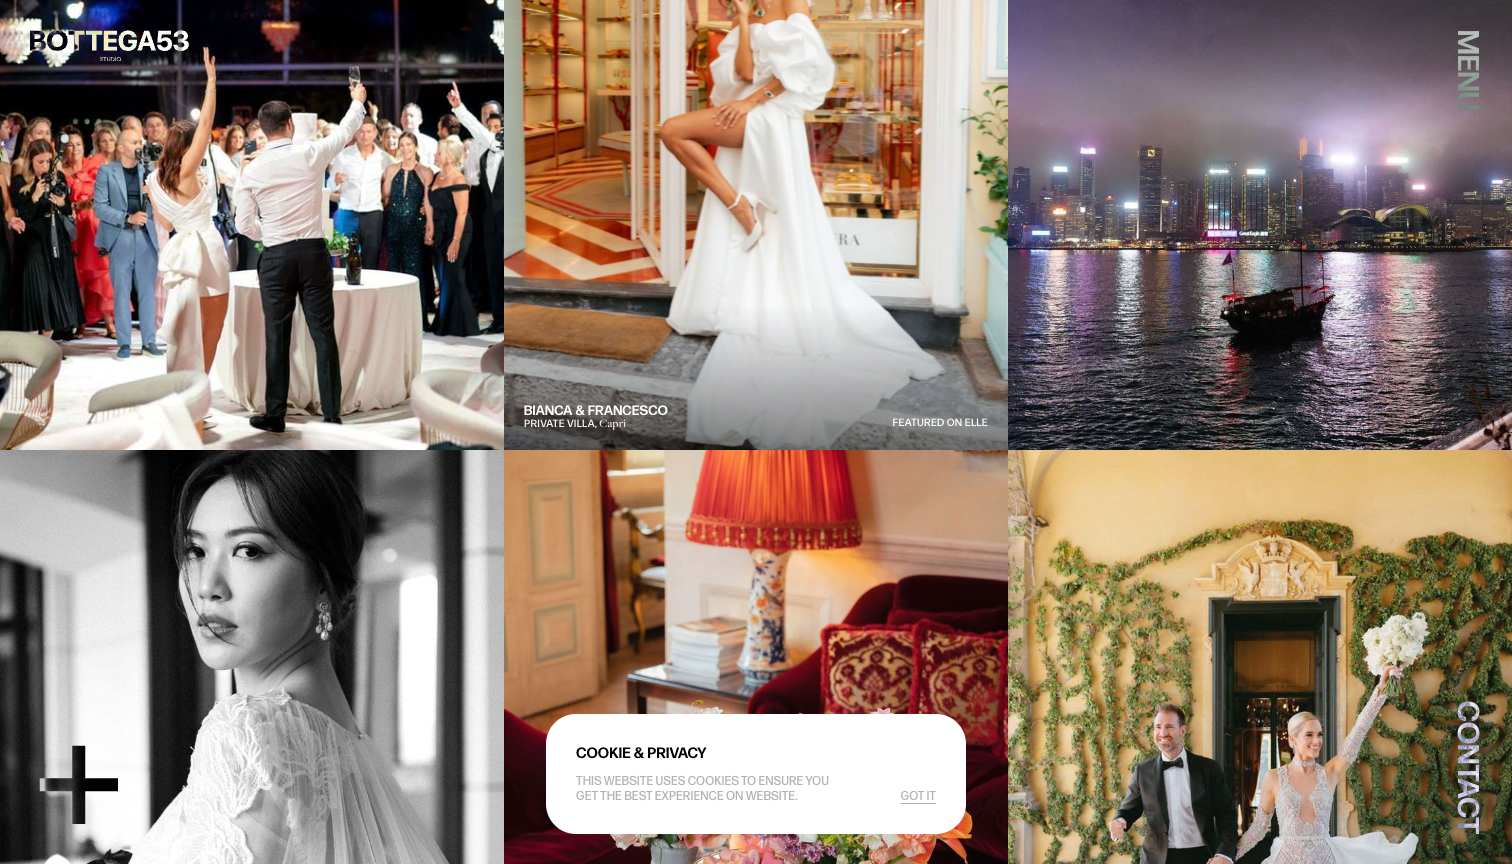 BOTTEGA53
STUDIO
MENU
BIANCA & FRANCESCO
PRIVATE VILLA, Capri
FEATURED ON ELLE
COOKIE & PRIVACY
THIS WEBSITE USES COOKIES TO ENSURE YOU
GET THE BEST EXPERIENCE ON WEBSITE.
GOT IT
CONTACT